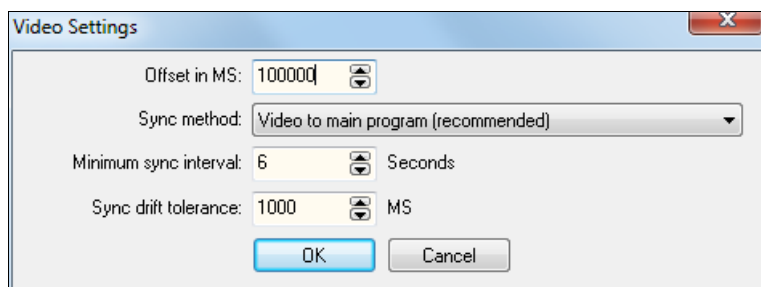 Video Settings
Offset in MS: 100000
Sync method: Video to main program (recommended)
Minimum sync interval: 6 Seconds
Sync drift tolerance: 1000 MS
OK Cancel